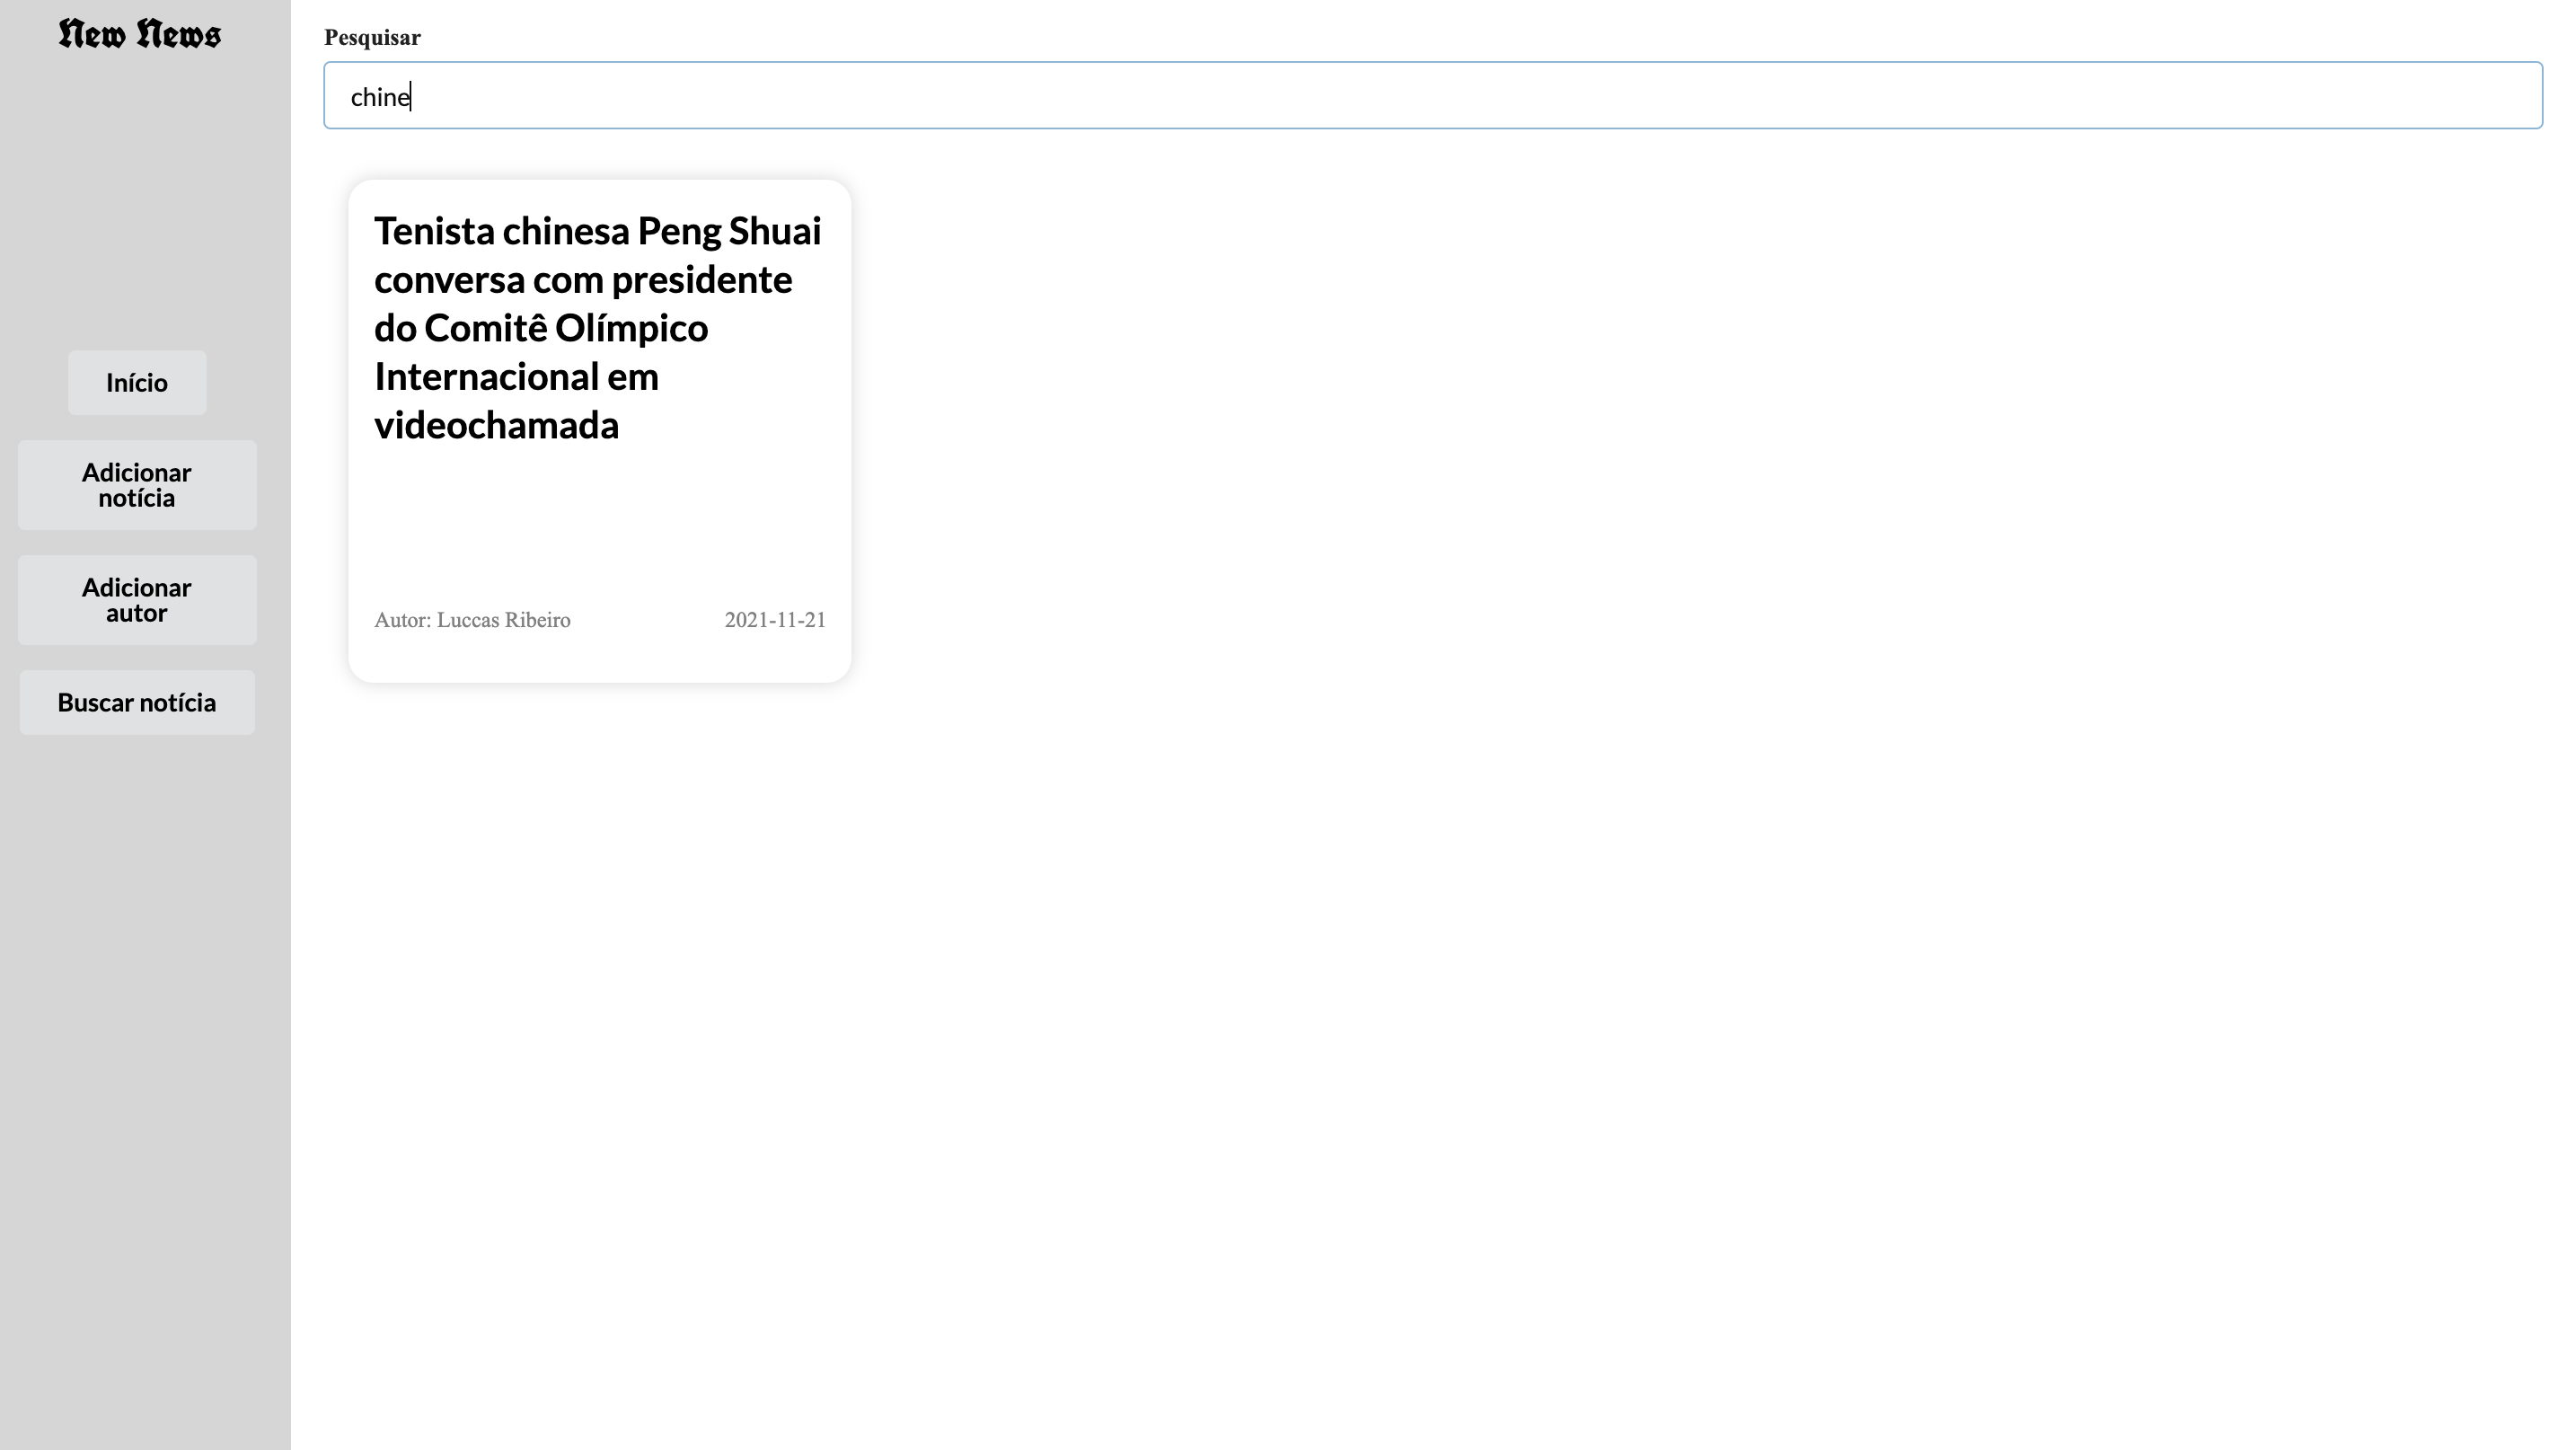 New News
Início
Adicionar
notícia
Adicionar
autor
Buscar notícia
Pesquisar
chine
Tenista chinesa Peng Shuai
conversa com presidente
do Comitê Olímpico
Internacional em
videochamada
Autor: Luccas Ribeiro 2021-11-21